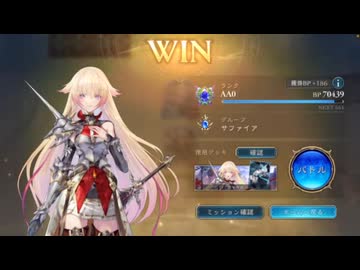 WIN
獲得BP +186
ランク
AA0
BP 70439
NEXT
グループ
サファイア
使用デッキ
確認
バトル
ミッション確認